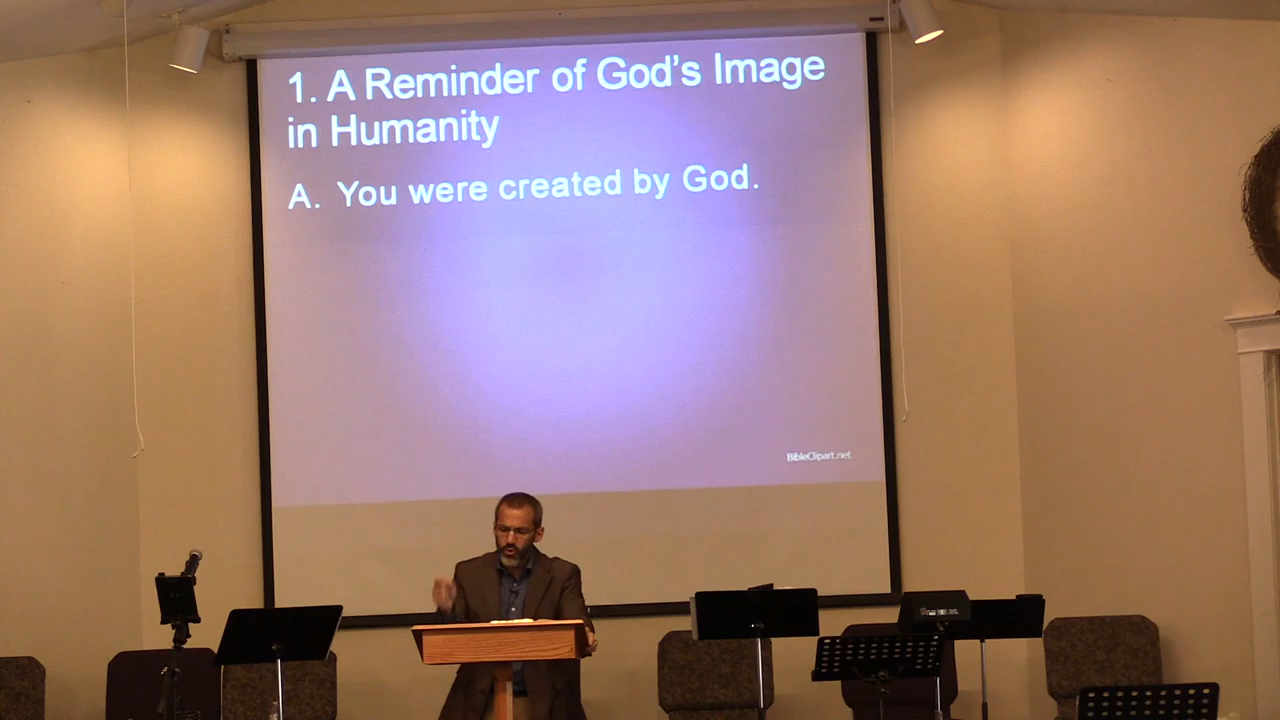 1. A Reminder of God's Image
in Humanity
A. You were created by God.
BibleClipart.net